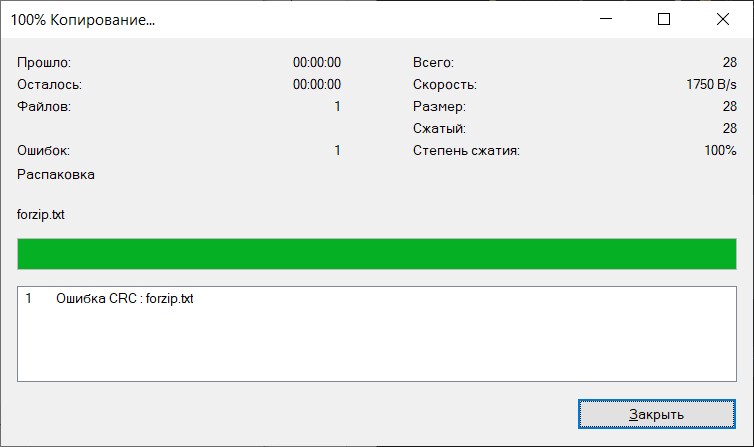 100% Копирование...
Прошло: 00:00:00 Всего: 28
Осталось: 00:00:00 Скорость: 1750 B/s
Файлов: 1 Размер: 28
Сжатый: 28
Ошибок: 1 Степень сжатия: 100%
Распаковка
forzip.txt
1 Ошибка CRC : forzip.txt
Закрыть